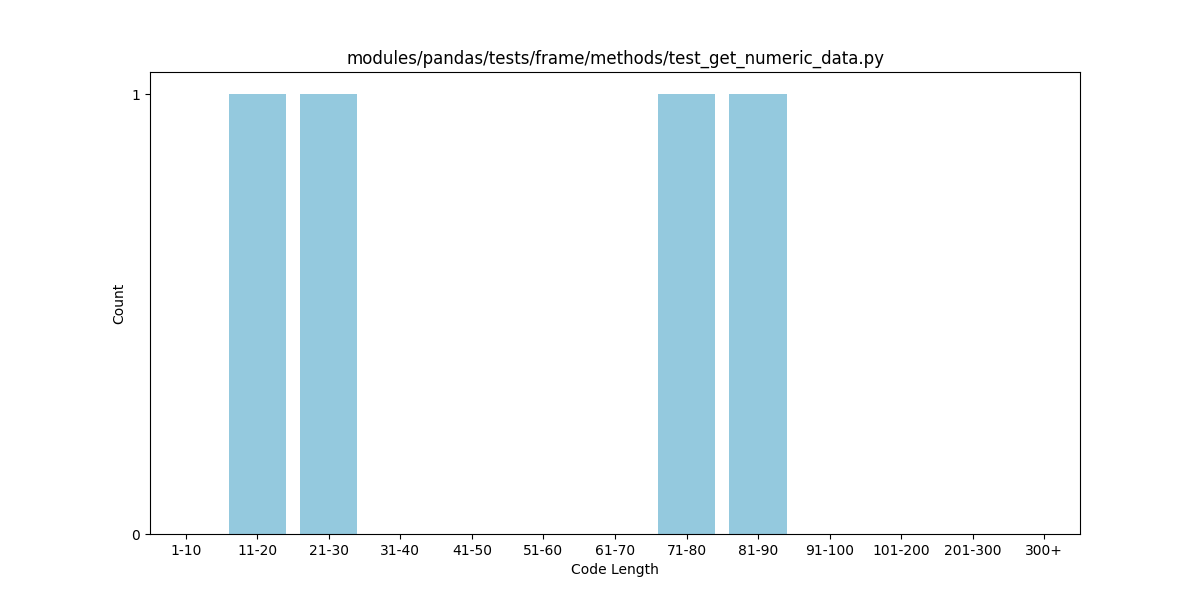 modules/pandas/tests/frame/methods/test_get_numeric_data.py
1
Count
0
1-10 11-20 21-30 31-40 41-50 51-60 61-70 71-80 81-90 91-100 101-200 201-300 300+
Code Length